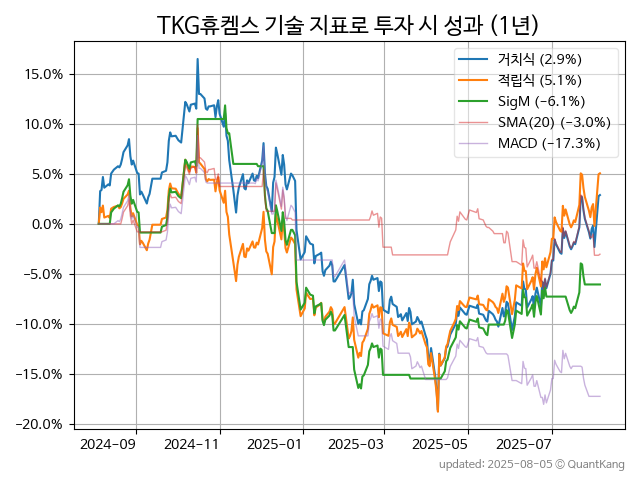 TKG휴켐스 기술 지표로 투자 시 성과 (1년)
거치식 (2.9%)
적립식 (5.1%)
SigM (−6.1%)
SMA(20) (−3.0%)
MACD (−17.3%)
15.0%
10.0%
5.0%
0.0%
−5.0%
−10.0%
−15.0%
−20.0%
2024−09 2024−11 2025−01 2025−03 2025−05 2025−07
updated: 2025−08−05 ⓒ QuantKang